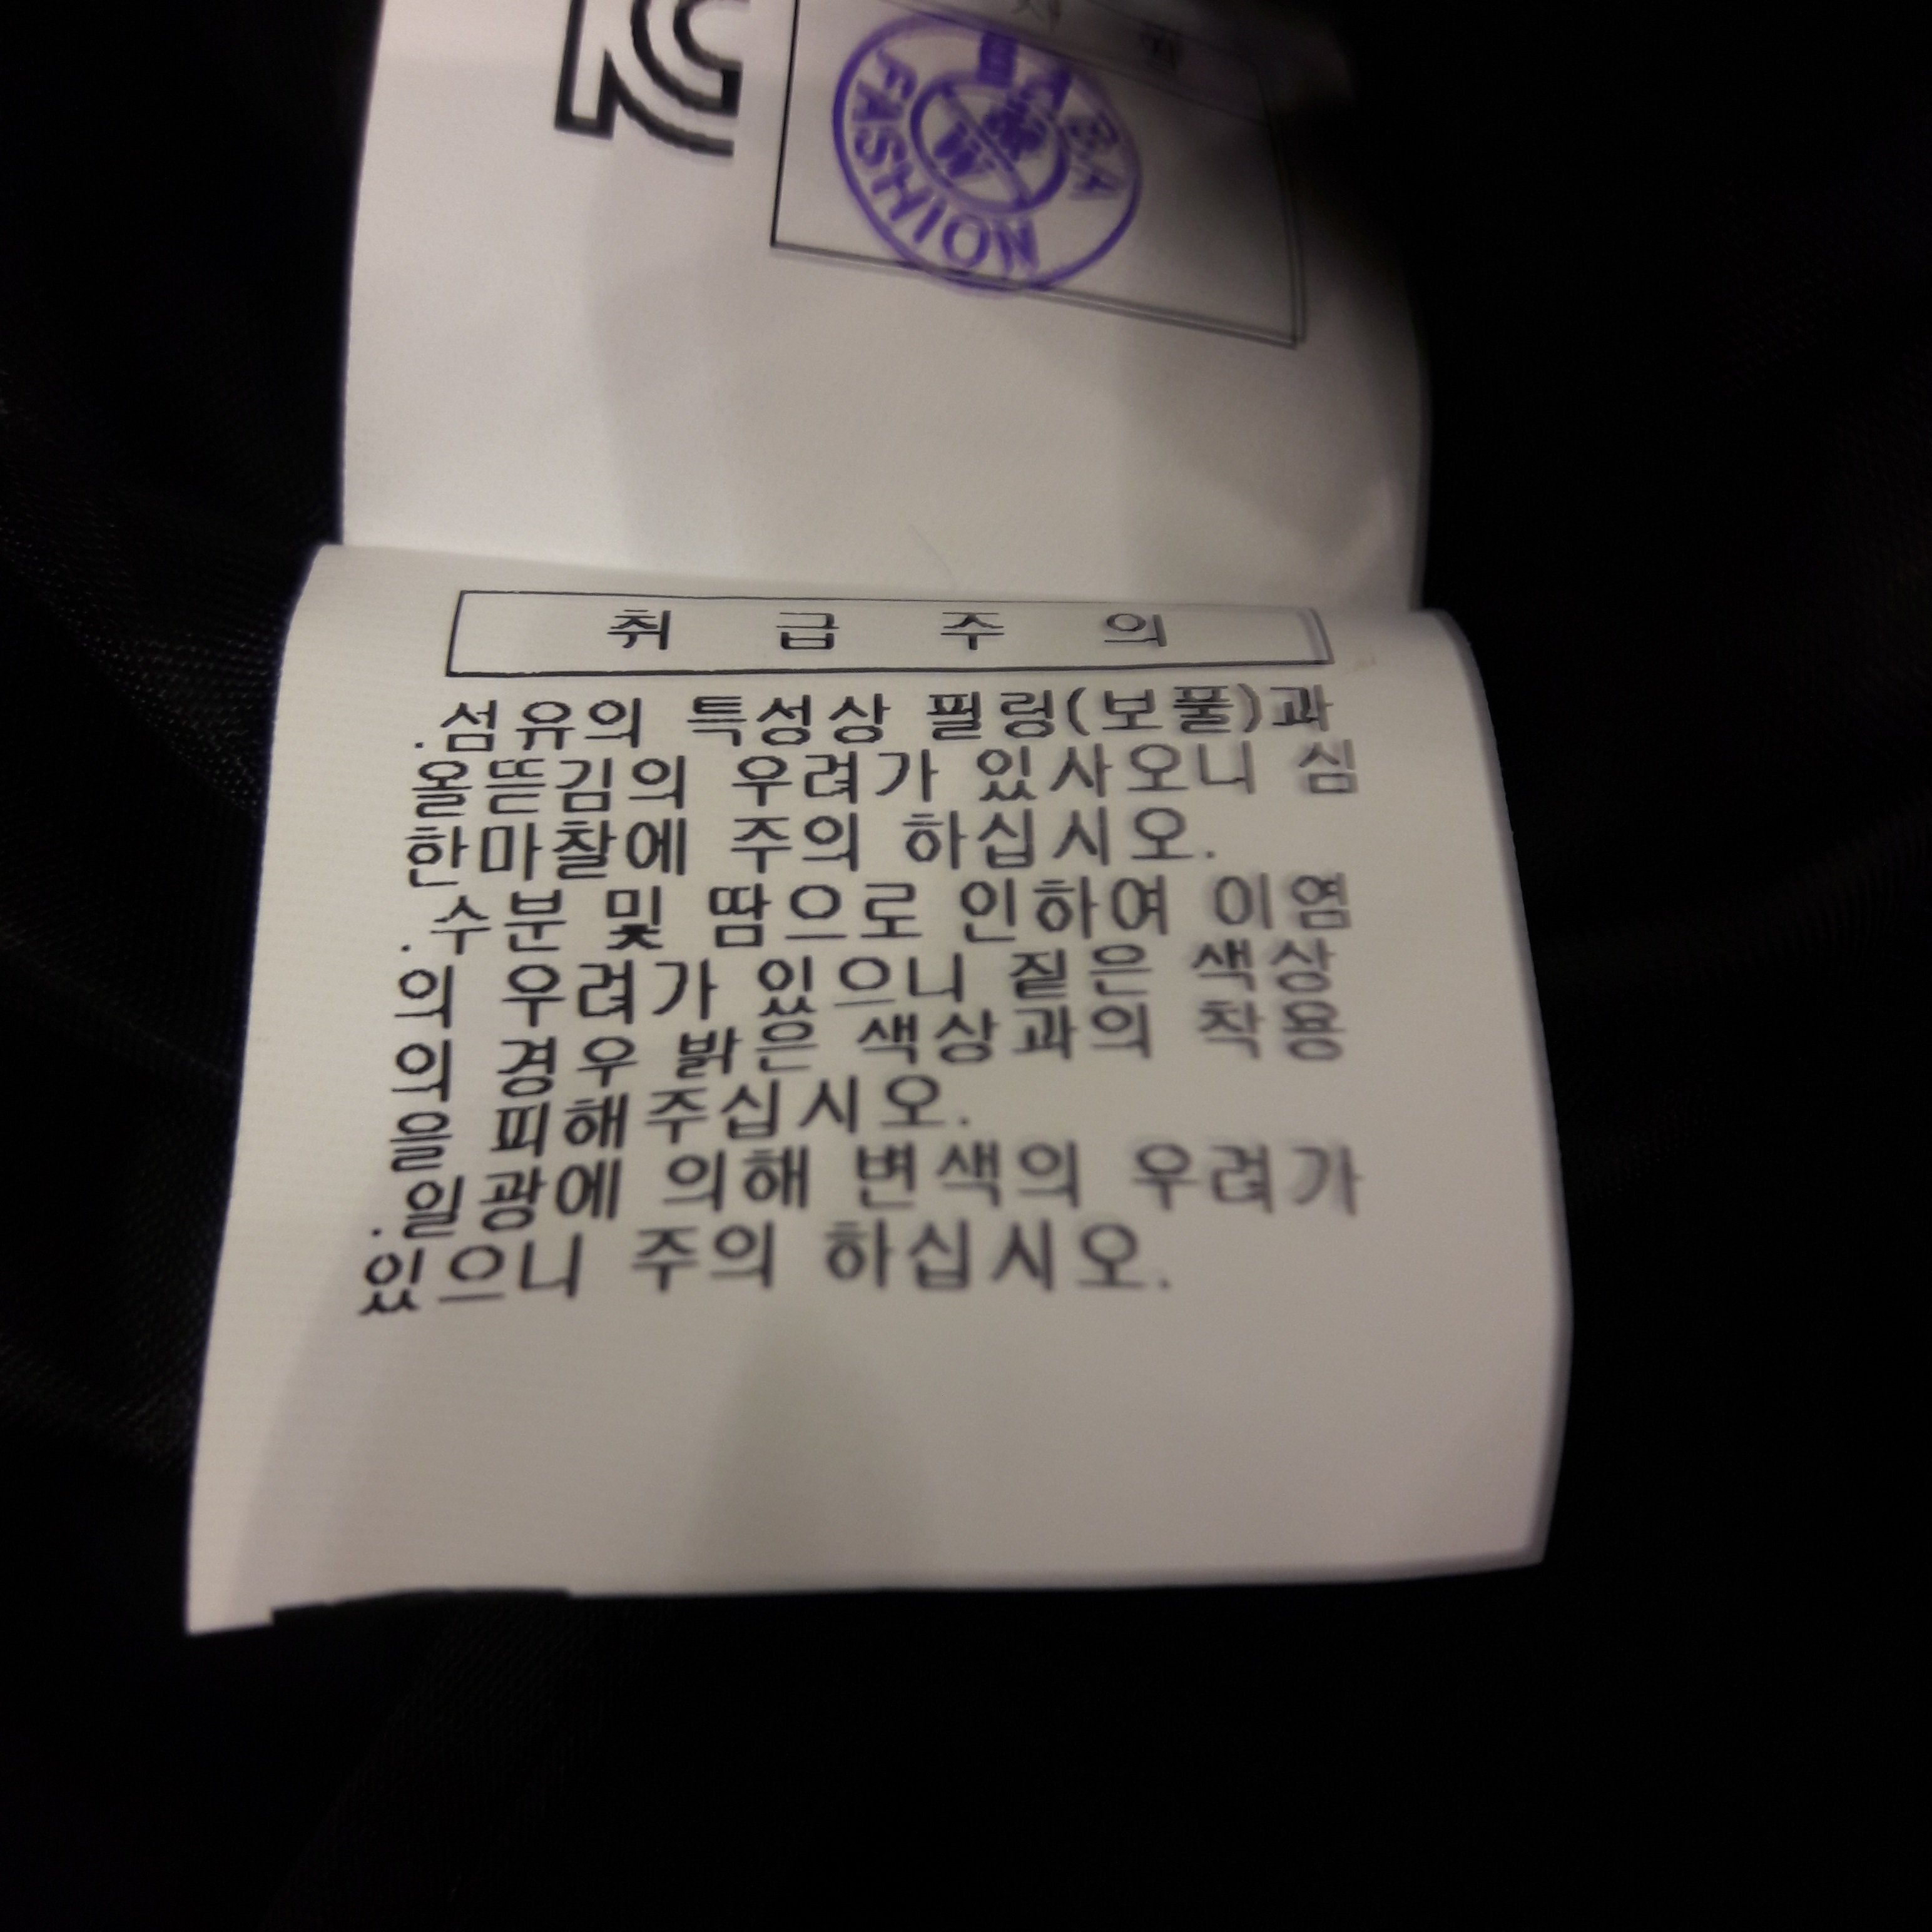 FASHION
취 급 주 의
.섬유의 특성상 필링(보풀)과
올뜯김의 우려가 있사오니 심
한마찰에 주의 하십시오.
.수분 및 땀으로 인하여 이염
의 우려가 있으니 짙은 색상
의 경우 밝은 색상과의 착용
을 피해주십시오.
.일광에 의해 변색의 우려가
있으니 주의 하십시오.